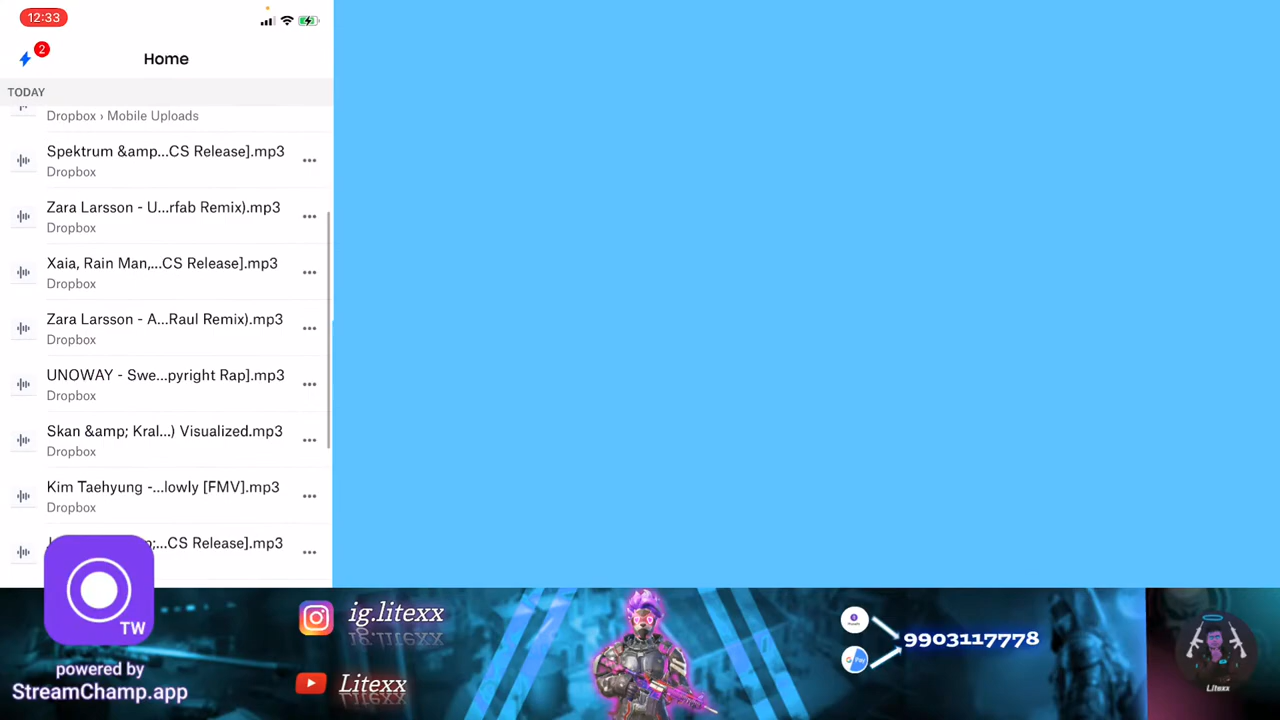 12:33
2
Home
TODAY
Dropbox › Mobile Uploads
Spektrum &amp...CS Release].mp3
Dropbox
Zara Larsson - U...rfab Remix).mp3
Dropbox
Xaia, Rain Man,...CS Release].mp3
Dropbox
Zara Larsson - A...Raul Remix).mp3
Dropbox
UNOWAY - Swe...pyright Rap].mp3
Dropbox
Skan &amp; Kral...) Visualized.mp3
Dropbox
Kim Taehyung -...lowly [FMV].mp3
Dropbox
CS Release].mp3
TW
powered by
StreamChamp.app
ig.litexx
Litexx
G Pay
9903117778
Litexx